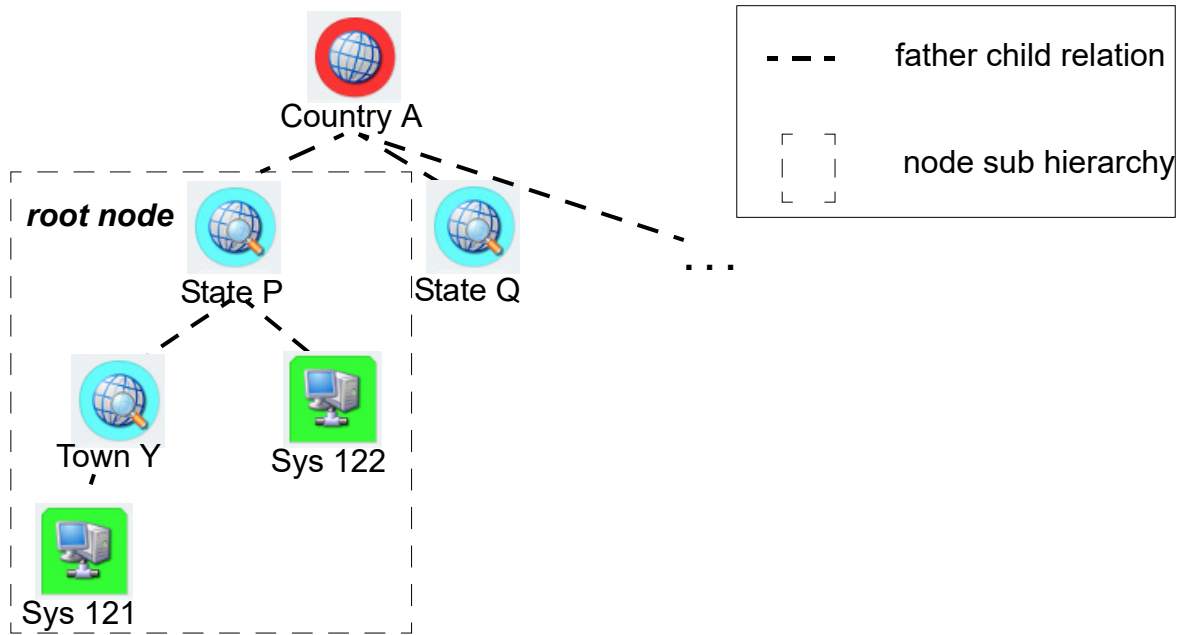 father child relation
node sub hierarchy
Country A
root node
State P
State Q
...
Town Y
Sys 122
Sys 121